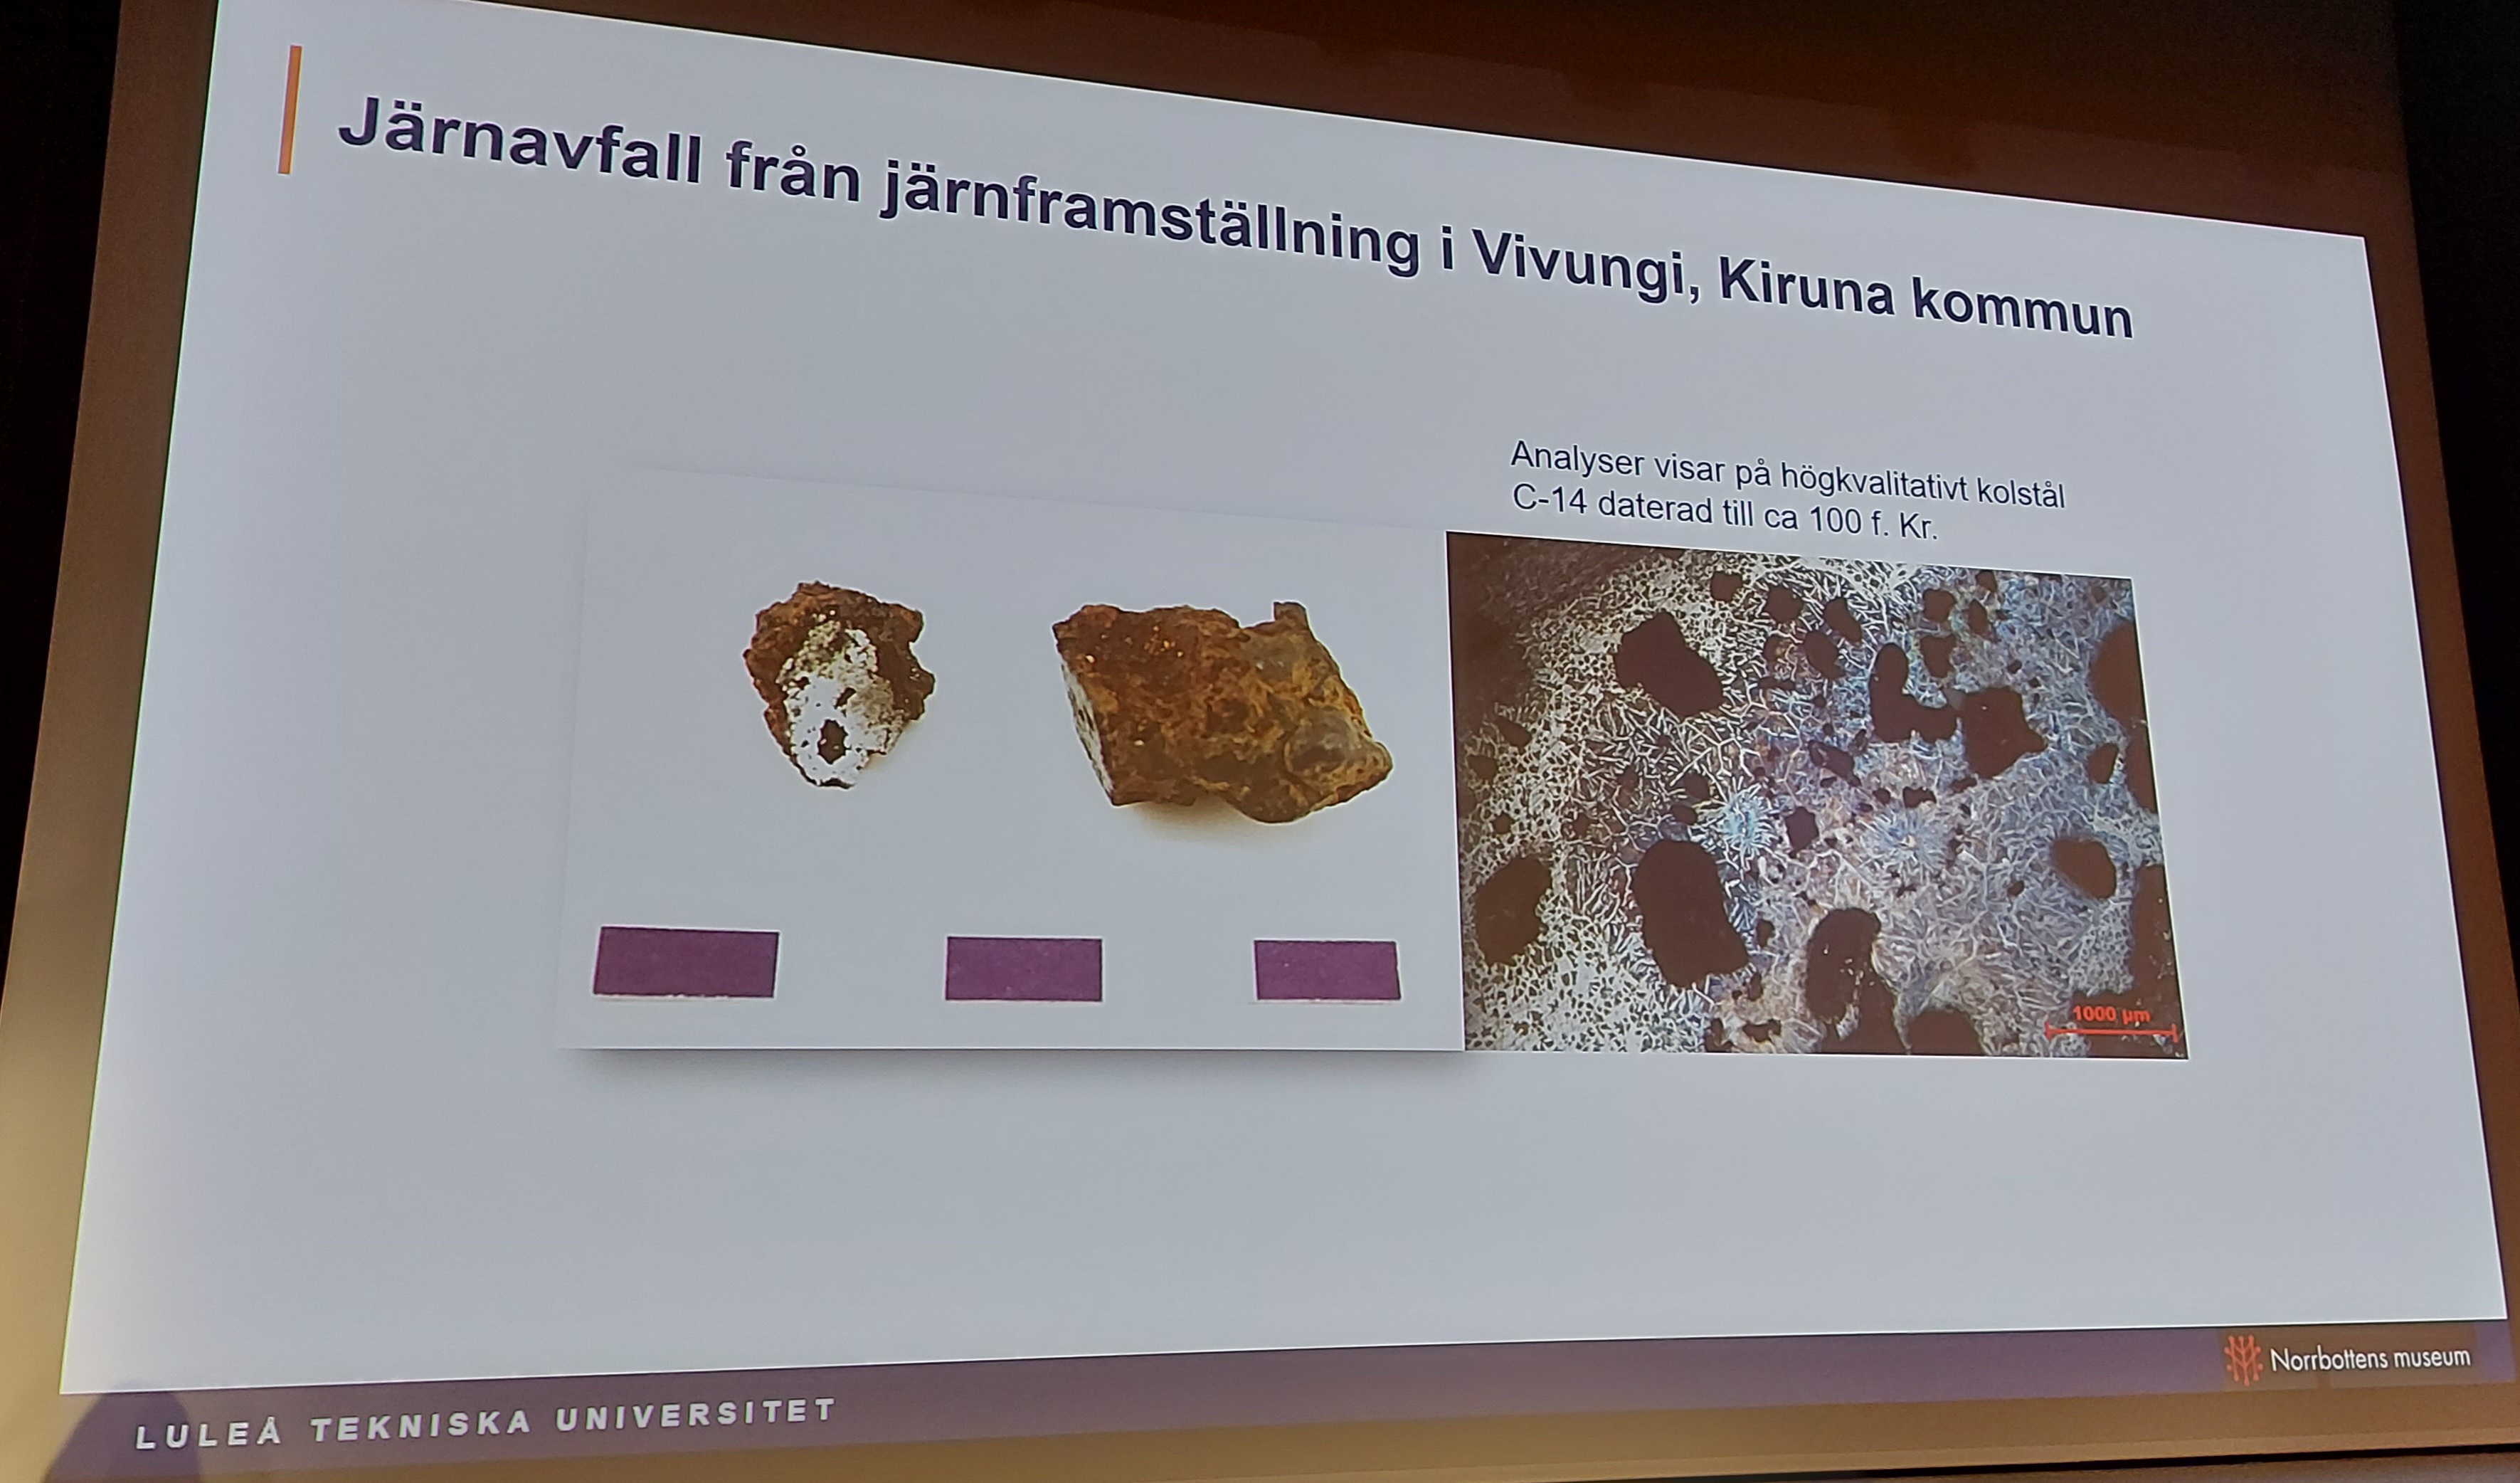 Järnavfall från järnframställning i Vivungi, Kiruna kommun
Analyser visar på högkvalitativt kolstål
C-14 daterad till ca 100 f. Kr.
1000 µm
LULEÅ TEKNISKA UNIVERSITET
Norrbottens museum